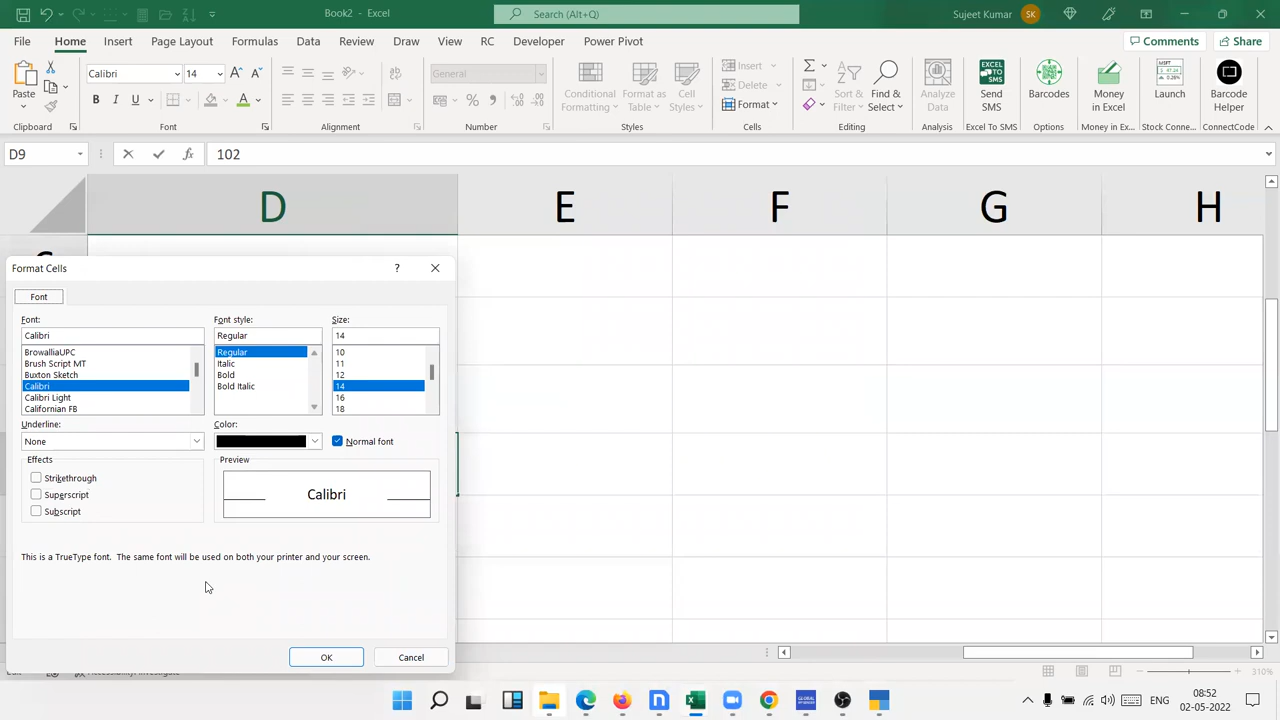 Book2 - Excel
Search (Alt+Q)
Sujeet Kumar SK
File Home Insert Page Layout Formulas Data Review Draw View RC Developer Power Pivot Comments Share
Paste
Calibri 14
B I U
General
Conditional Formatting
Format as Table
Cell Styles
Insert
Delete
Format
Sort & Filter
Find & Select
Analyze Data
Send SMS
Barcodes
Money in Excel
Launch
Barcode Helper
Clipboard Font Alignment Number Styles Cells Editing Analysis Excel To SMS Options Money in Ex... Stock Conne... ConnectCode
D9 102
D E F G H
Format Cells
Font
Font: Font style: Size:
Calibri Regular 14
BrowalliaUPC Regular 10
Brush Script MT Italic 11
Buxton Sketch Bold 12
Calibri Bold Italic 14
Calibri Light 16
Californian FB 18
Underline: Color:
None Normal font
Effects Preview
Strikethrough
Superscript
Subscript
Calibri
This is a TrueType font. The same font will be used on both your printer and your screen.
OK Cancel
310%
ENG
08:52
02-05-2022